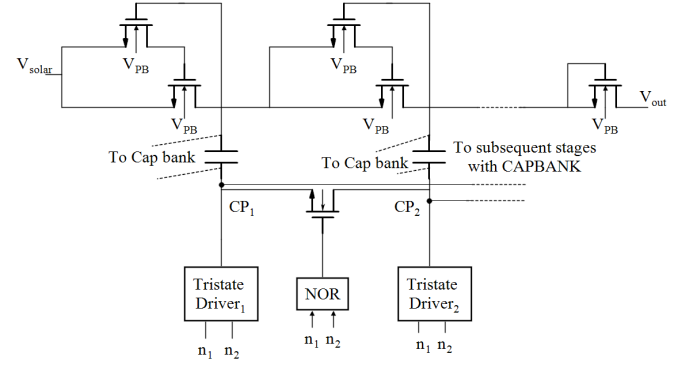 V_solar
V_PB
V_PB
V_PB
V_PB
V_PB
V_out
To Cap bank
To Cap bank
To subsequent stages
with CAPBANK
CP_1
CP_2
Tristate
Driver_1
NOR
Tristate
Driver_2
n_1 n_2
n_1 n_2
n_1 n_2